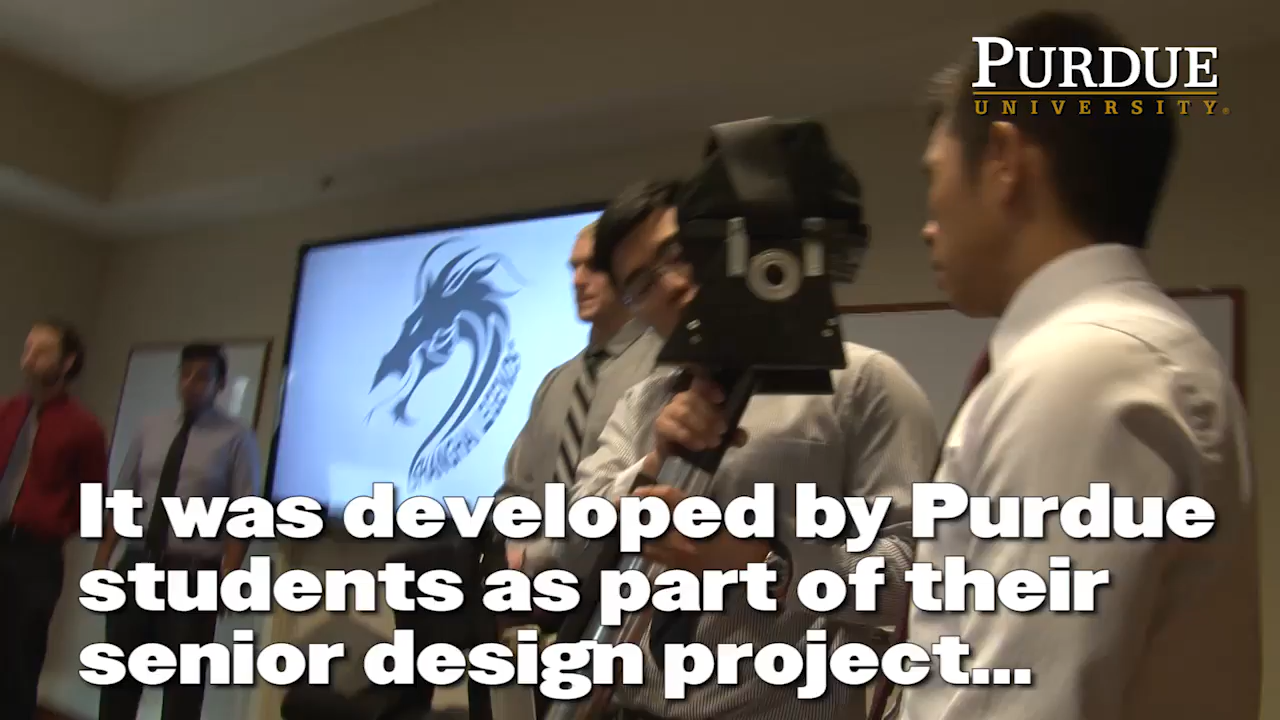 PURDUE
UNIVERSITY®
It was developed by Purdue
students as part of their
senior design project...